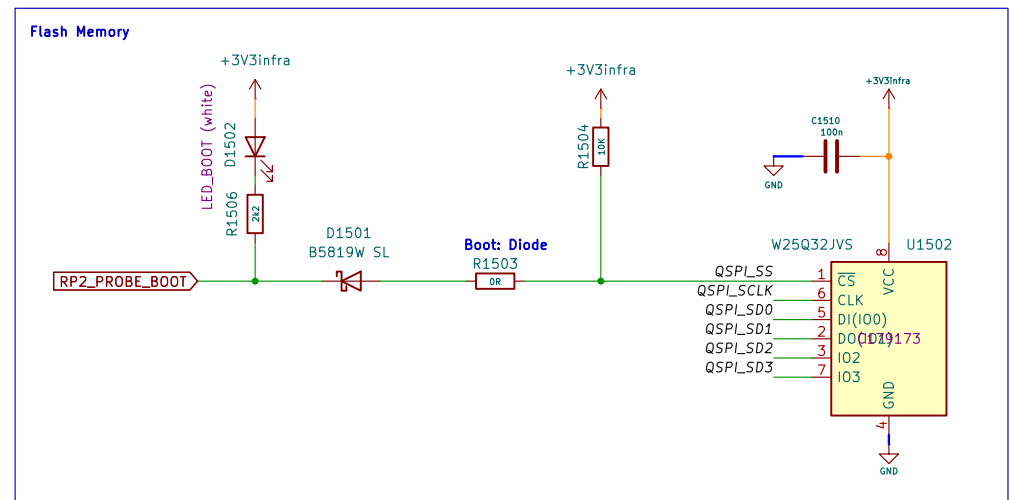 Flash Memory
+3V3infra
+3V3infra
+3V3infra
LED_BOOT (white)
D1502
R1504
10K
C1510
100n
GND
R1506
2k2
D1501
B5819W SL
Boot: Diode
R1503
0R
RP2_PROBE_BOOT
W25Q32JVS
U1502
8
VCC
QSPI_SS
1
CS
QSPI_SCLK
6
CLK
QSPI_SD0
5
DI(IO0)
QSPI_SD1
2
DO(IO1)
C179173
QSPI_SD2
3
IO2
QSPI_SD3
7
IO3
GND
4
GND